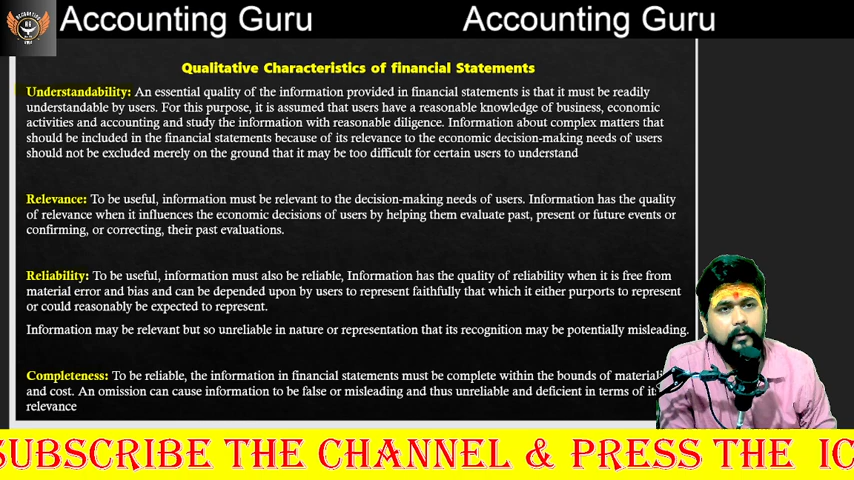 Accounting Guru Accounting Guru
Qualitative Characteristics of financial Statements
Understandability: An essential quality of the information provided in financial statements is that it must be readily
understandable by users. For this purpose, it is assumed that users have a reasonable knowledge of business, economic
activities and accounting and study the information with reasonable diligence. Information about complex matters that
should be included in the financial statements because of its relevance to the economic decision-making needs of users
should not be excluded merely on the ground that it may be too difficult for certain users to understand
Relevance: To be useful, information must be relevant to the decision-making needs of users. Information has the quality
of relevance when it influences the economic decisions of users by helping them evaluate past, present or future events or
confirming, or correcting, their past evaluations.
Reliability: To be useful, information must also be reliable, Information has the quality of reliability when it is free from
material error and bias and can be depended upon by users to represent faithfully that which it either purports to represent
or could reasonably be expected to represent.
Information may be relevant but so unreliable in nature or representation that its recognition may be potentially misleading.
Completeness: To be reliable, the information in financial statements must be complete within the bounds of
and cost. An omission can cause information to be false or misleading and thus unreliable and deficient in terms of its
relevance
SUBSCRIBE THE CHANNEL & PRESS THE IC